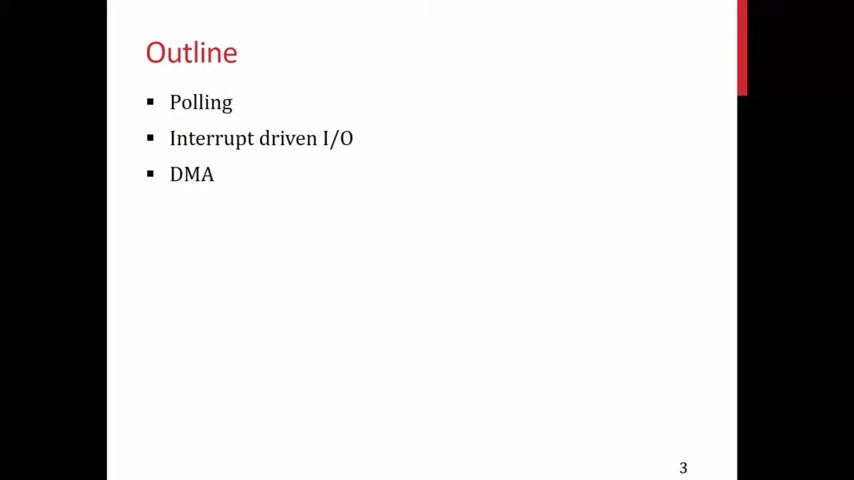 Outline
▪ Polling
▪ Interrupt driven I/O
▪ DMA
3